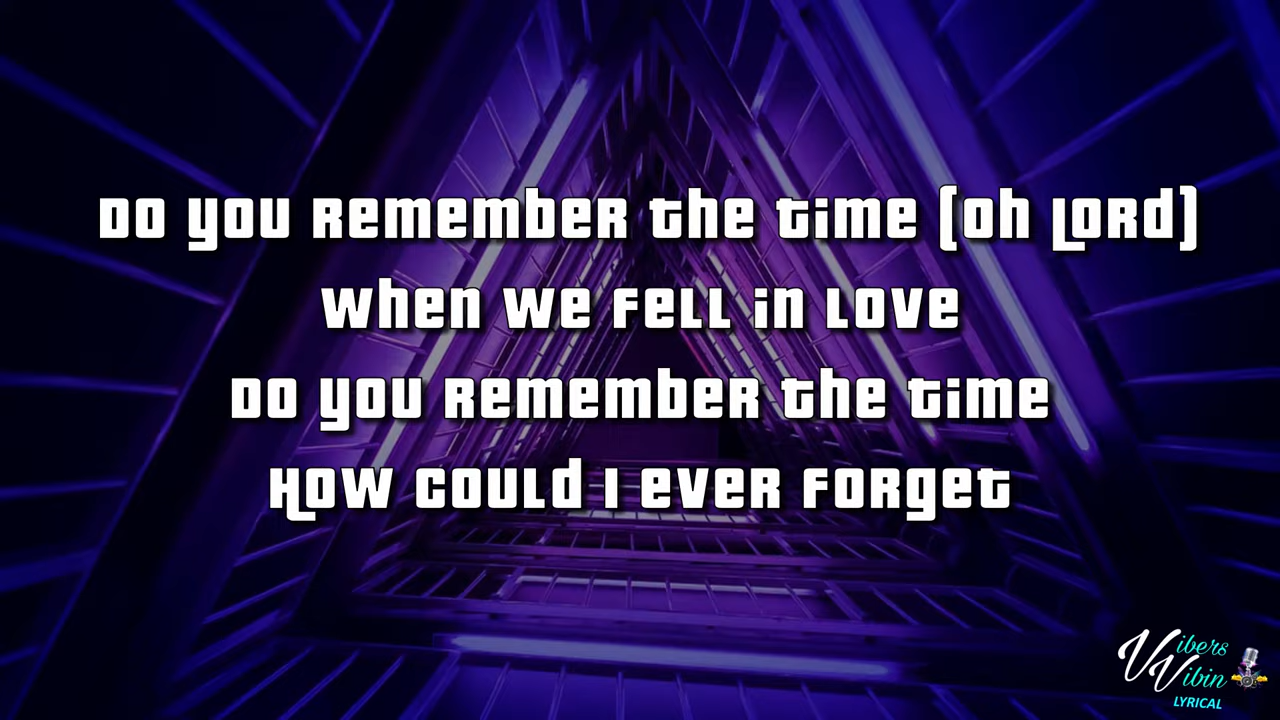 Do you remember the time (oh Lord)
When we fell in love
Do you remember the time
How could I ever forget
Vibers
Vibin
LYRICAL